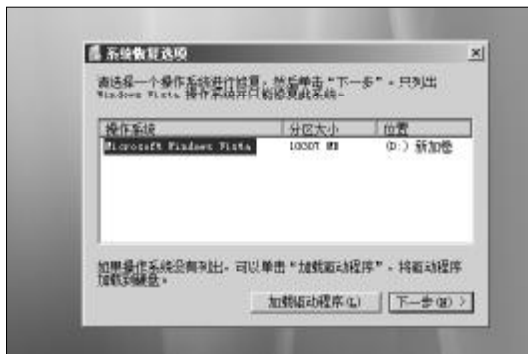 系统恢复选项
请选择一个操作系统进行修复，然后单击“下一步”。只列出
Windows Vista 操作系统并只能修复此系统。
操作系统 分区大小 位置
Microsoft Windows Vista 10307 MB (D:) 新加卷
如果操作系统没有列出，可以单击“加载驱动程序”，将驱动程序
加载到硬盘。
加载驱动程序(L) 下一步(N) >